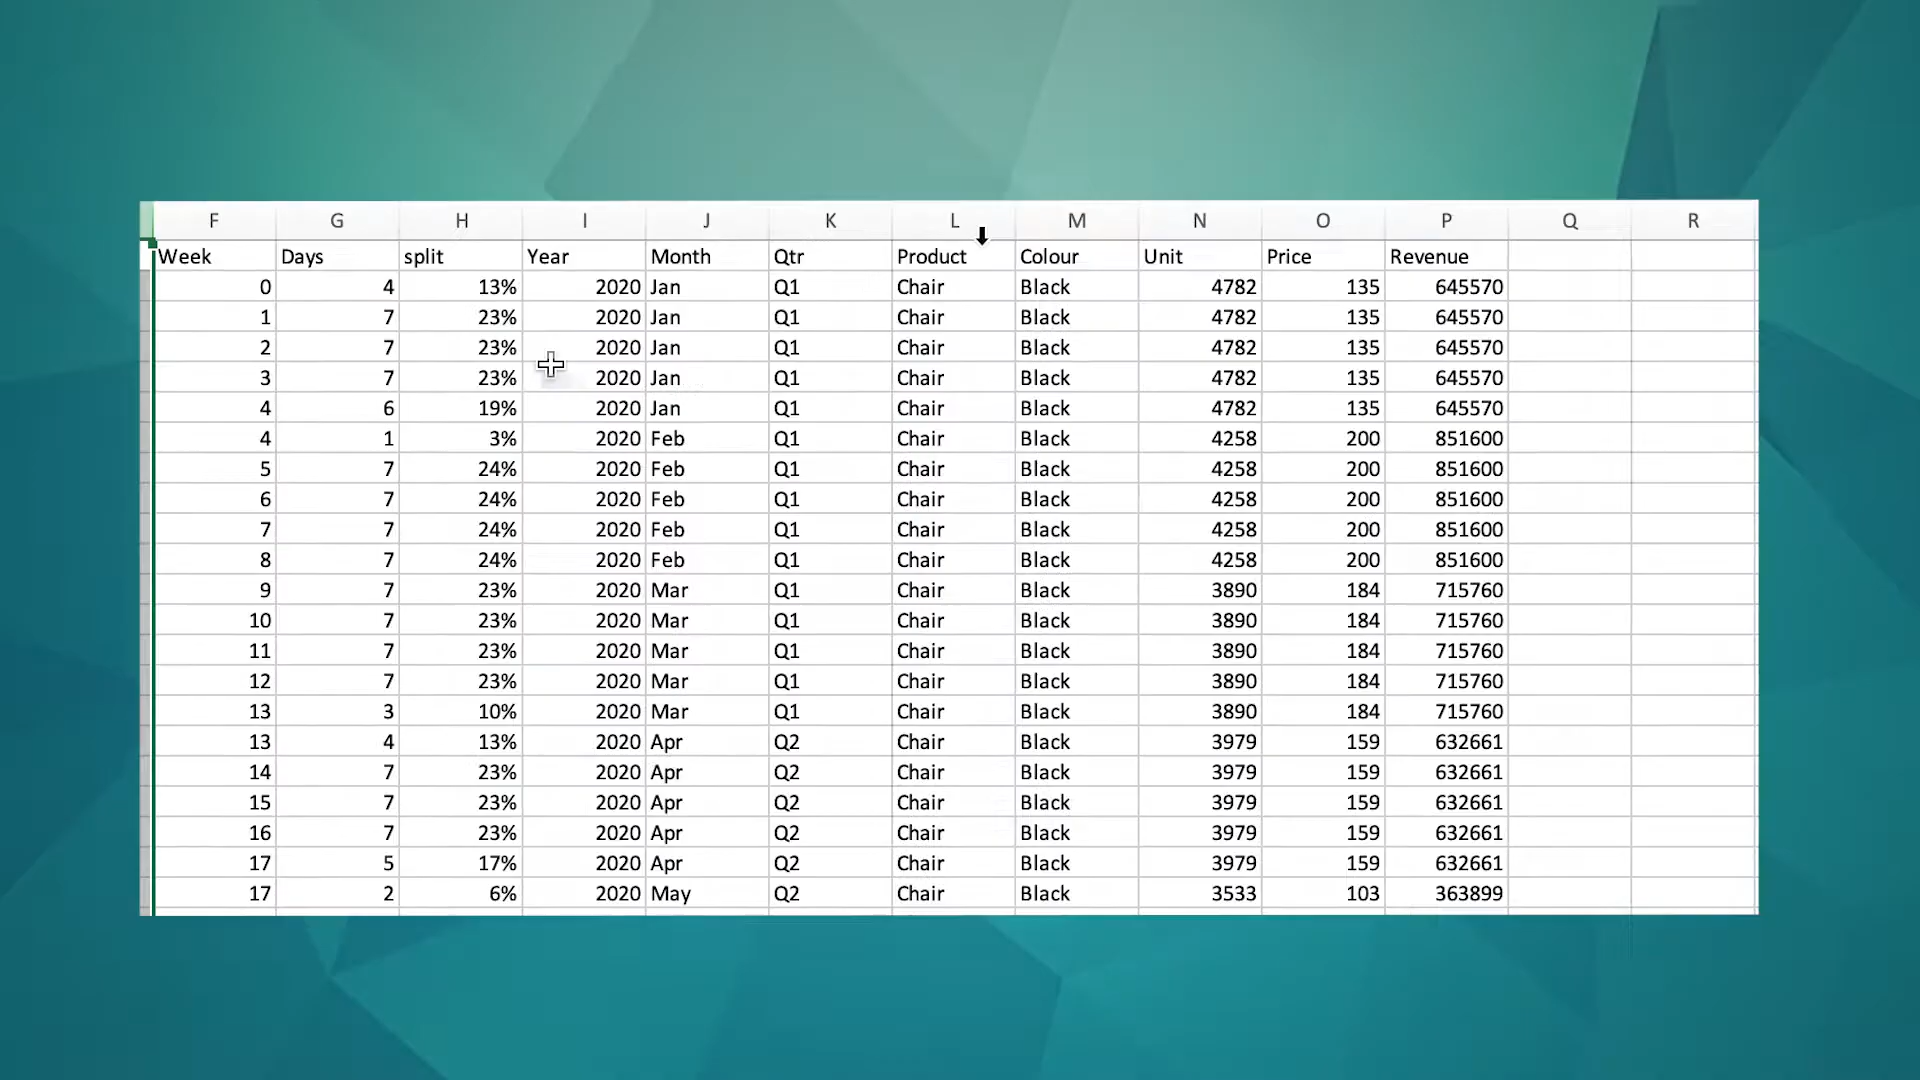 F G H I J K L M N O P Q R
Week Days split Year Month Qtr Product Colour Unit Price Revenue
0 4 13% 2020 Jan Q1 Chair Black 4782 135 645570
1 7 23% 2020 Jan Q1 Chair Black 4782 135 645570
2 7 23% 2020 Jan Q1 Chair Black 4782 135 645570
3 7 23% 2020 Jan Q1 Chair Black 4782 135 645570
4 6 19% 2020 Jan Q1 Chair Black 4782 135 645570
4 1 3% 2020 Feb Q1 Chair Black 4258 200 851600
5 7 24% 2020 Feb Q1 Chair Black 4258 200 851600
6 7 24% 2020 Feb Q1 Chair Black 4258 200 851600
7 7 24% 2020 Feb Q1 Chair Black 4258 200 851600
8 7 24% 2020 Feb Q1 Chair Black 4258 200 851600
9 7 23% 2020 Mar Q1 Chair Black 3890 184 715760
10 7 23% 2020 Mar Q1 Chair Black 3890 184 715760
11 7 23% 2020 Mar Q1 Chair Black 3890 184 715760
12 7 23% 2020 Mar Q1 Chair Black 3890 184 715760
13 3 10% 2020 Mar Q1 Chair Black 3890 184 715760
13 4 13% 2020 Apr Q2 Chair Black 3979 159 632661
14 7 23% 2020 Apr Q2 Chair Black 3979 159 632661
15 7 23% 2020 Apr Q2 Chair Black 3979 159 632661
16 7 23% 2020 Apr Q2 Chair Black 3979 159 632661
17 5 17% 2020 Apr Q2 Chair Black 3979 159 632661
17 2 6% 2020 May Q2 Chair Black 3533 103 363899